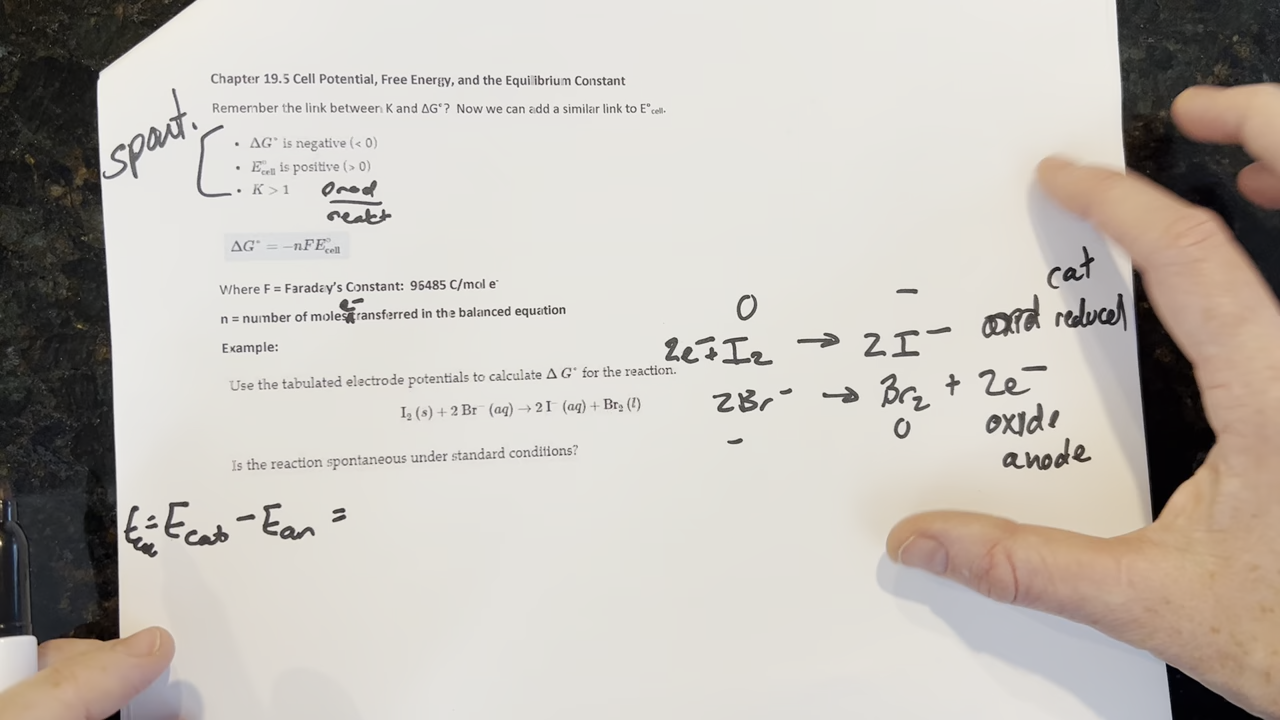 Chapter 19.5 Cell Potential, Free Energy, and the Equilibrium Constant
Remember the link between K and ΔG°? Now we can add a similar link to E°cell.
spont.
• ΔG° is negative (< 0)
• E°cell is positive (> 0)
• K > 1
prod
react
ΔG° = −nFE°cell
Where F = Faraday's Constant: 96485 C/mol e-
n = number of moles e− transferred in the balanced equation
Example:
Use the tabulated electrode potentials to calculate Δ G° for the reaction.
I₂ (s) + 2 Br⁻ (aq) → 2 I⁻ (aq) + Br₂ (l)
Is the reaction spontaneous under standard conditions?
0 −
cat
2e⁻ + I₂ → 2I⁻ reduced
2Br⁻ → Br₂ + 2e⁻
− 0
oxid
anode
= Ecat − Ean =